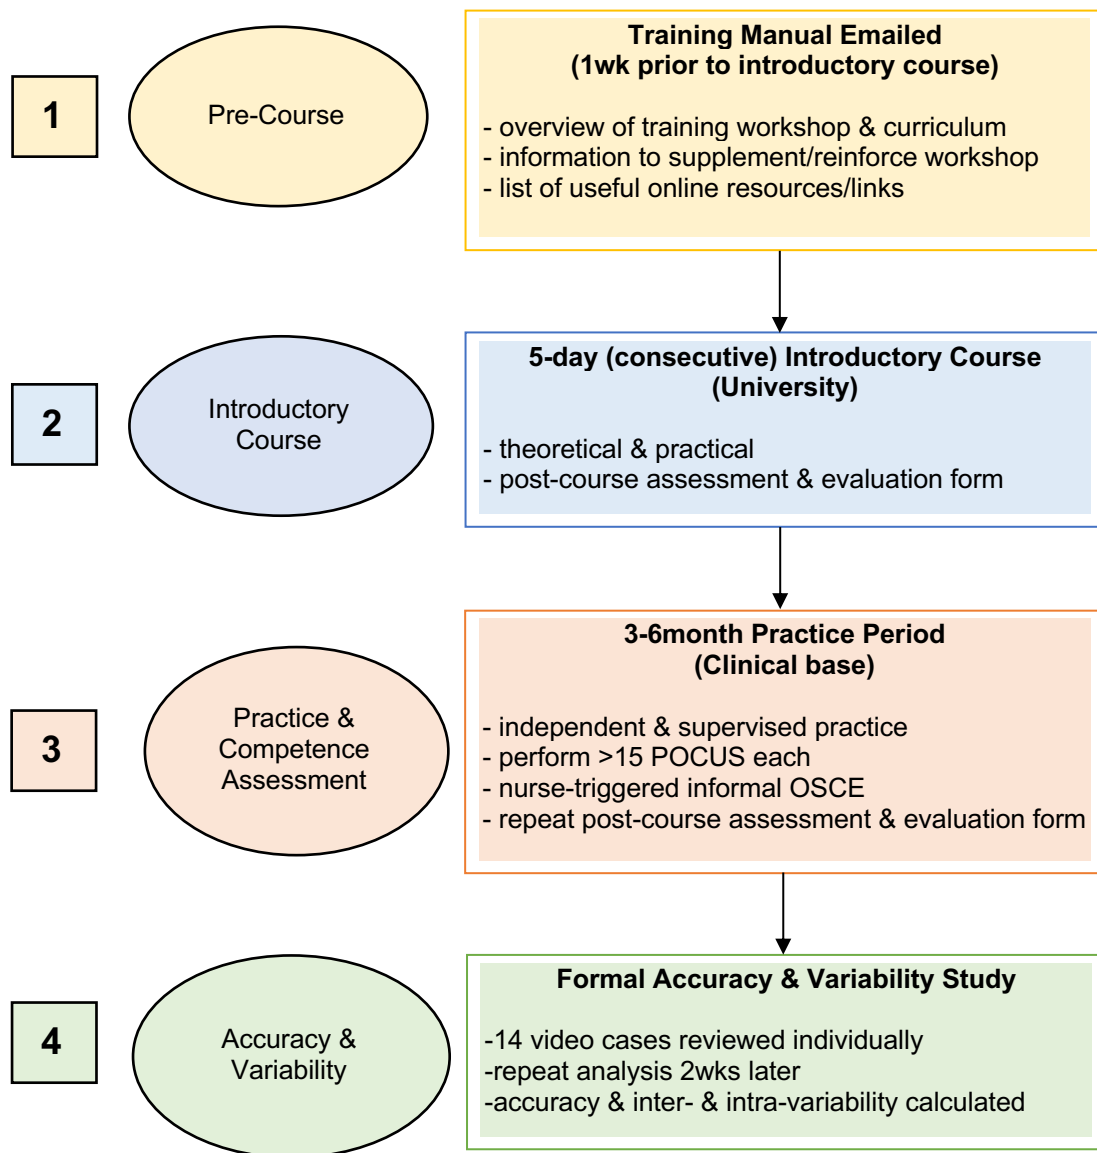 1
Pre-Course
Training Manual Emailed
(1wk prior to introductory course)
- overview of training workshop & curriculum
- information to supplement/reinforce workshop
- list of useful online resources/links
2
Introductory
Course
5-day (consecutive) Introductory Course
(University)
- theoretical & practical
- post-course assessment & evaluation form
3
Practice &
Competence
Assessment
3-6month Practice Period
(Clinical base)
- independent & supervised practice
- perform >15 POCUS each
- nurse-triggered informal OSCE
- repeat post-course assessment & evaluation form
4
Accuracy &
Variability
Formal Accuracy & Variability Study
-14 video cases reviewed individually
-repeat analysis 2wks later
-accuracy & inter- & intra-variability calculated